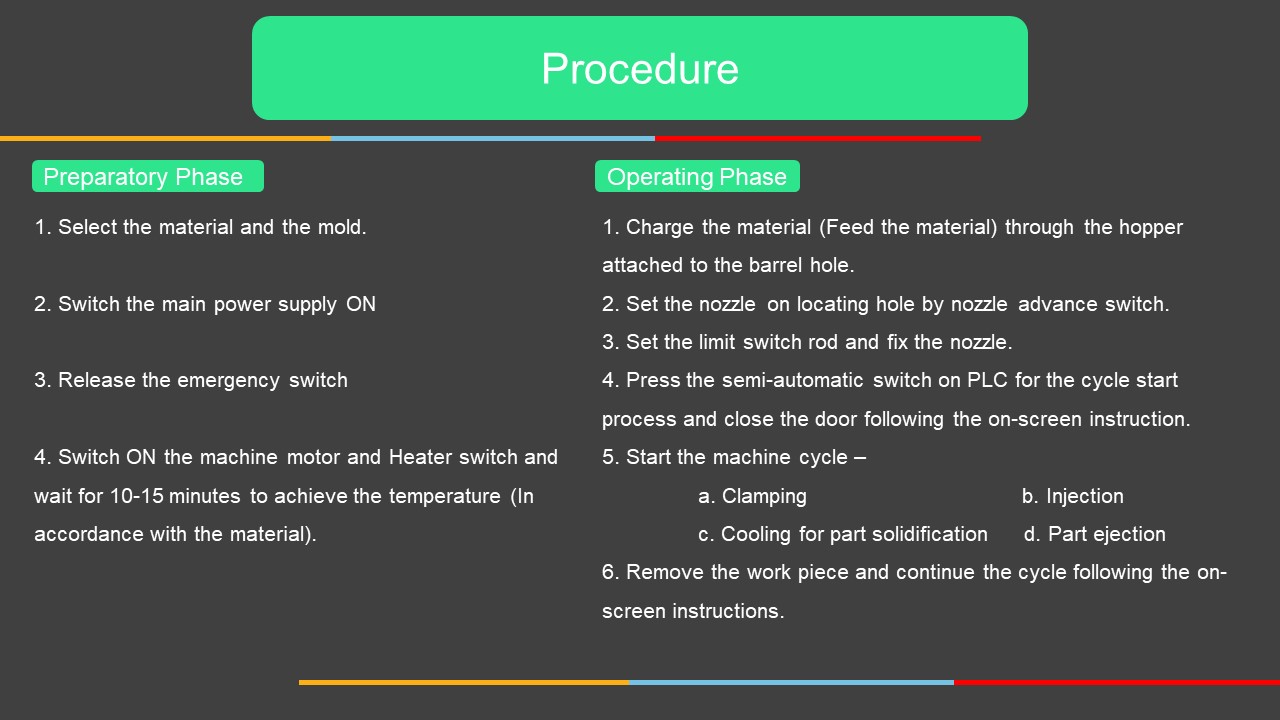 Procedure
Preparatory Phase
1. Select the material and the mold.
2. Switch the main power supply ON
3. Release the emergency switch
4. Switch ON the machine motor and Heater switch and
wait for 10-15 minutes to achieve the temperature (In
accordance with the material).
Operating Phase
1. Charge the material (Feed the material) through the hopper
attached to the barrel hole.
2. Set the nozzle on locating hole by nozzle advance switch.
3. Set the limit switch rod and fix the nozzle.
4. Press the semi-automatic switch on PLC for the cycle start
process and close the door following the on-screen instruction.
5. Start the machine cycle –
a. Clamping b. Injection
c. Cooling for part solidification d. Part ejection
6. Remove the work piece and continue the cycle following the on-
screen instructions.